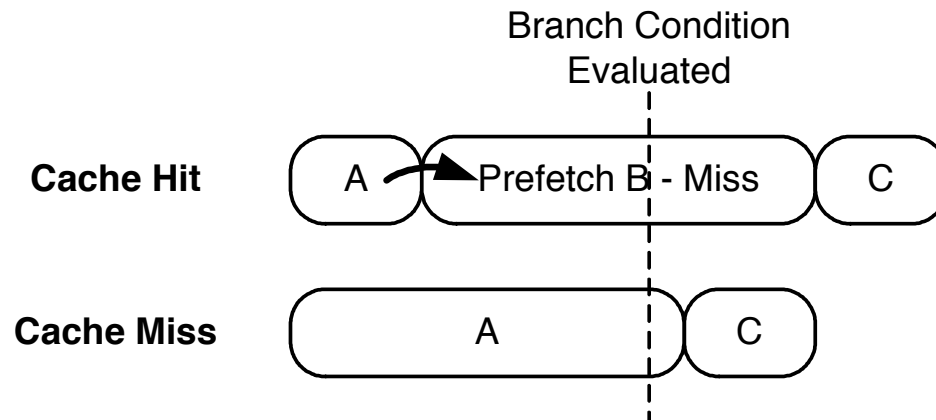 Branch Condition
Evaluated
Cache Hit
A
Prefetch B - Miss
C
Cache Miss
A
C